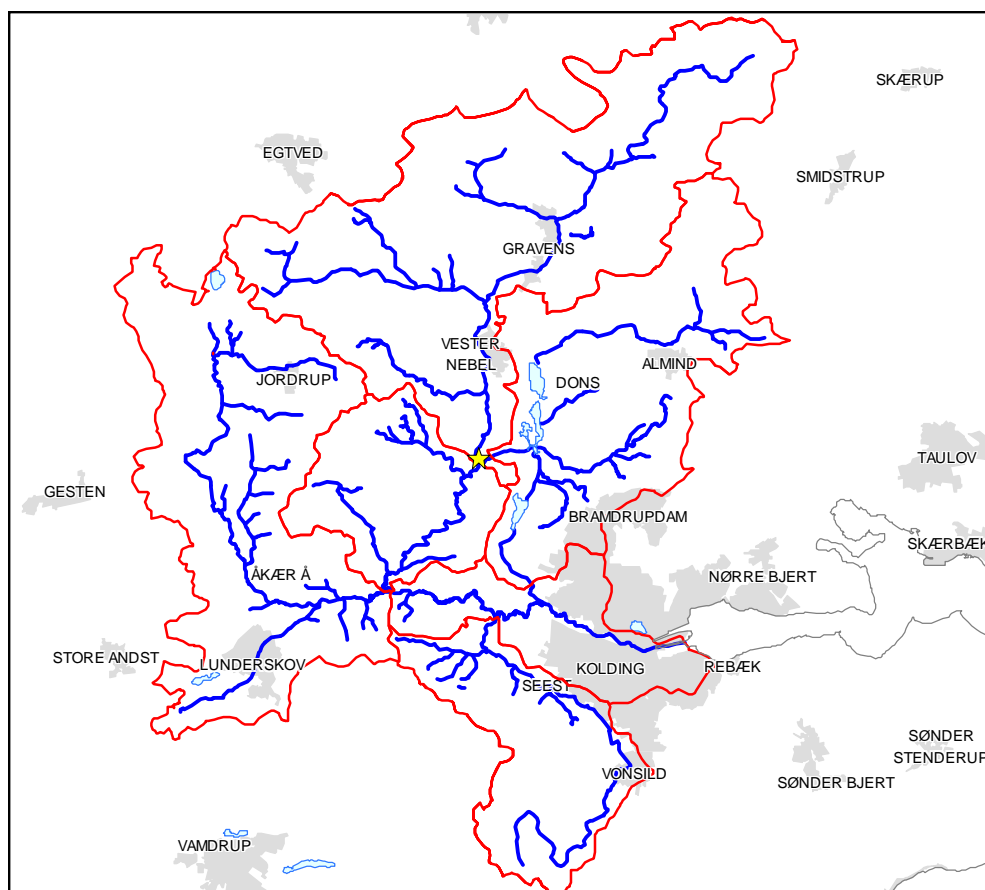 SKÆRUP
EGTVED
SMIDSTRUP
GRAVENS
VESTER
NEBEL
ALMIND
JORDRUP
DONS
TAULOV
GESTEN
BRAMDRUPDAM
SKÆRBÆK
ÅKÆR Å
NØRRE BJERT
STORE ANDST
LUNDERSKOV
KOLDING
REBÆK
SEEST
SØNDER
STENDERUP
VONSILD
SØNDER BJERT
VAMDRUP